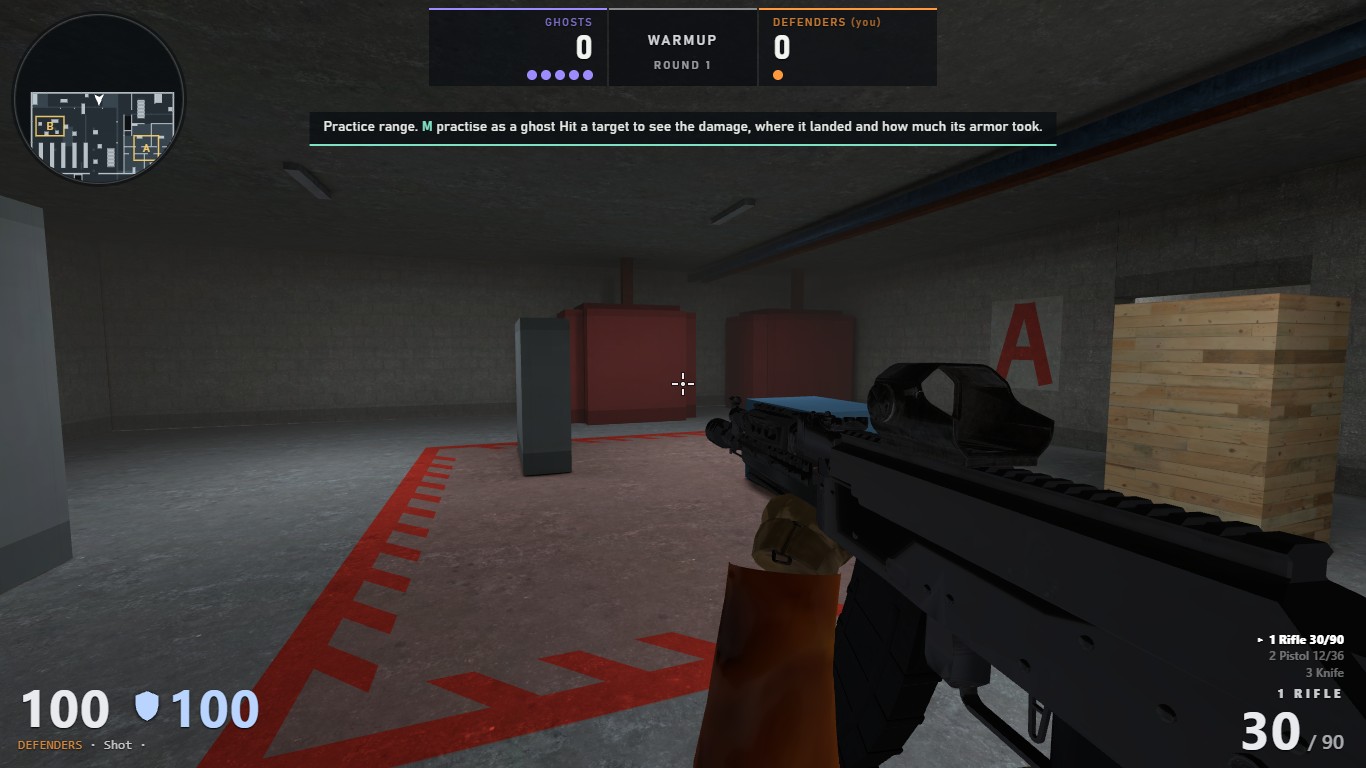 GHOSTS
0
WARMUP
ROUND 1
DEFENDERS (you)
0
B
A
Practice range. M practise as a ghost Hit a target to see the damage, where it landed and how much its armor took.
A
1 Rifle 30/90
2 Pistol 12/36
3 Knife
1 RIFLE
30 / 90
100 100
DEFENDERS · Shot ·